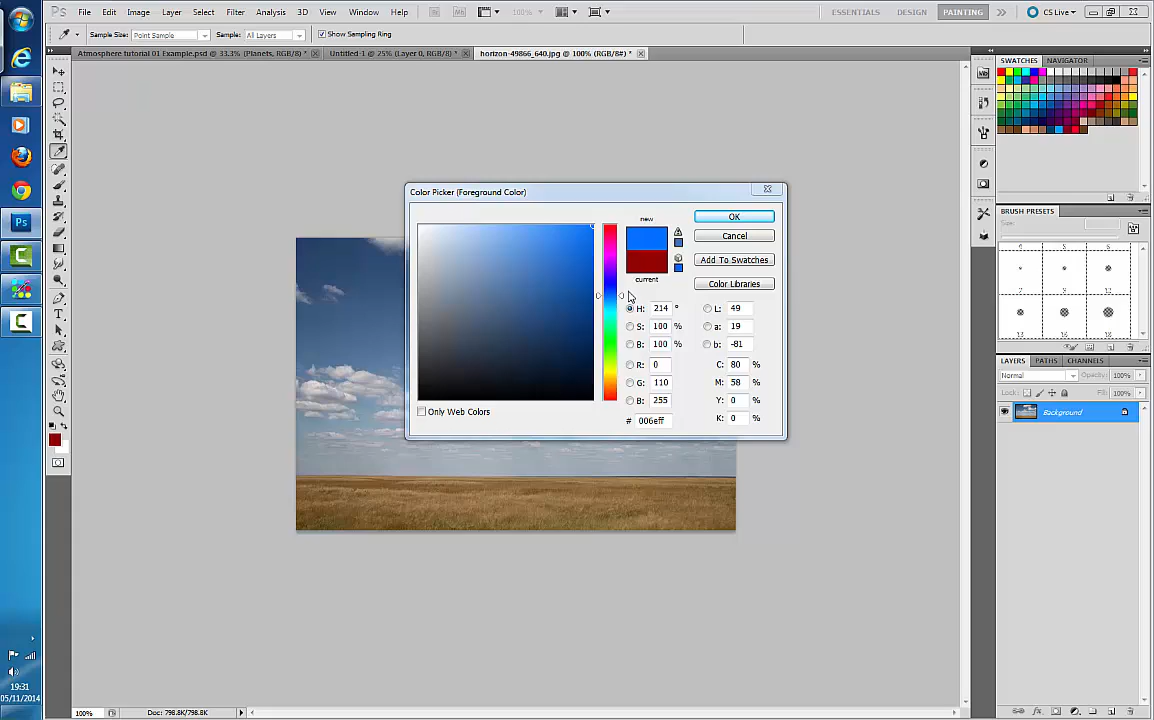 Ps File Edit Image Layer Select Filter Analysis 3D View Window Help 100% ESSENTIALS DESIGN PAINTING CS Live
Sample Size: Point Sample Sample: All Layers Show Sampling Ring
Atmosphere tutorial 01 Example.psd @ 33.3% (Planets, RGB/8) * Untitled-1 @ 25% (Layer 0, RGB/8) * horizon-49866_640.jpg @ 100% (RGB/8#) *
SWATCHES NAVIGATOR
Color Picker (Foreground Color)
new
current
OK
Cancel
Add To Swatches
Color Libraries
H: 214 ° L: 49
S: 100 % a: 19
B: 100 % b: -81
R: 0 C: 80 %
G: 110 M: 58 %
B: 255 Y: 0 %
# 006eff K: 0 %
Only Web Colors
BRUSH PRESETS
LAYERS PATHS CHANNELS
Normal Opacity: 100%
Lock: Fill: 100%
Background
Ps
19:31
05/11/2014
100% Doc: 798.8K/798.8K